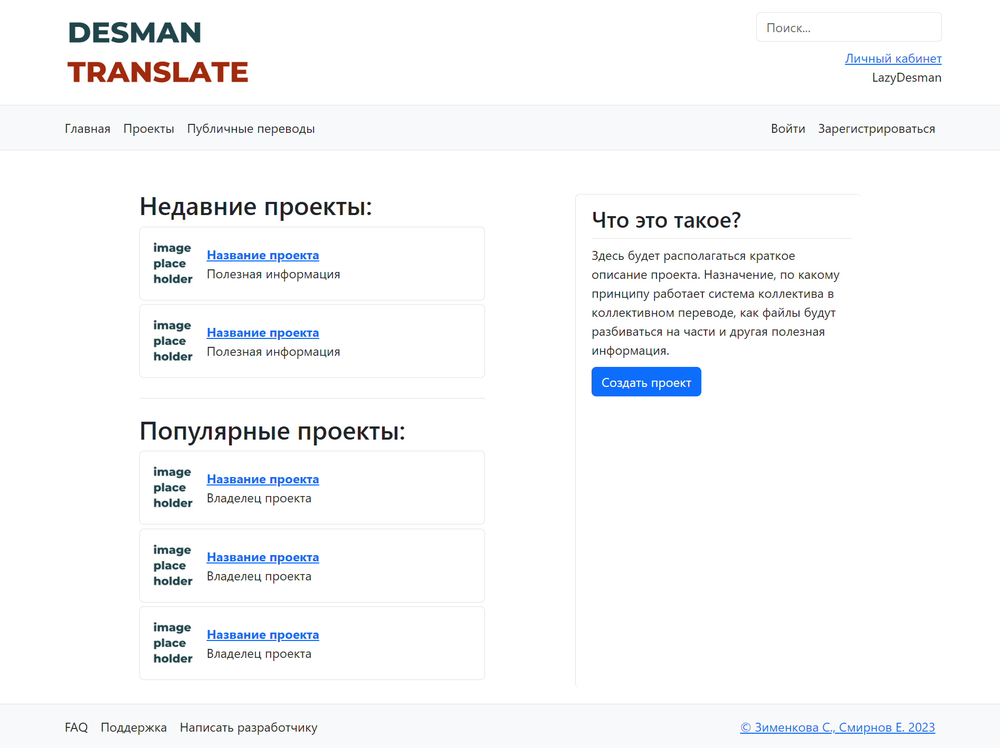 DESMAN
TRANSLATE
Поиск...
Личный кабинет
LazyDesman
Главная Проекты Публичные переводы Войти Зарегистрироваться
Недавние проекты:
image
place
holder
Название проекта
Полезная информация
image
place
holder
Название проекта
Полезная информация
Популярные проекты:
image
place
holder
Название проекта
Владелец проекта
image
place
holder
Название проекта
Владелец проекта
image
place
holder
Название проекта
Владелец проекта
Что это такое?
Здесь будет располагаться краткое
описание проекта. Назначение, по какому
принципу работает система коллектива в
коллективном переводе, как файлы будут
разбиваться на части и другая полезная
информация.
Создать проект
FAQ Поддержка Написать разработчику © Зименкова С., Смирнов Е. 2023